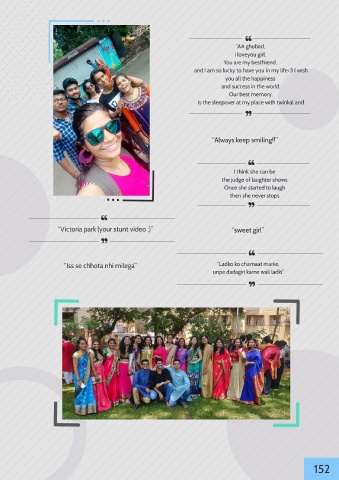 ❝
"AA ghubad,
i loveyou girl,
You are my bestfriend,
and I am so lucky to have you in my life<3 I wish
you all the happiness
and success in the world.
Our best memory,
is the sleepover at my place with twinkal and
❞
"Always keep smiling!!"
❝
I think she can be
the judge of laughter shows
Once she started to laugh
then she never stops
❞
❝
"Victoria park (your stunt video :)"
❞
"sweet girl"
"Iss se chhota nhi milega"
❝
"Ladko ko chamaat marke,
unpe dadagiri karne wali ladki"
❞
152